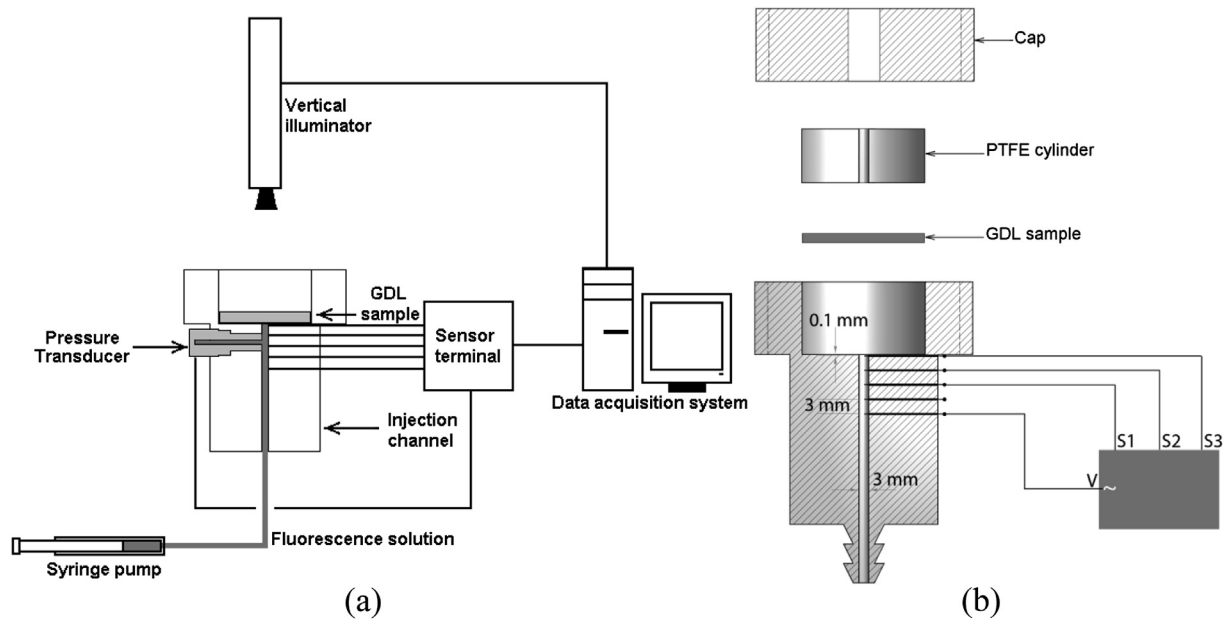 Vertical
illuminator
GDL
sample
Pressure
Transducer
Sensor
terminal
Data acquisition system
Injection
channel
Fluorescence solution
Syringe pump
(a)
Cap
PTFE cylinder
GDL sample
0.1 mm
3 mm
3 mm
S1 S2 S3
V ~
(b)